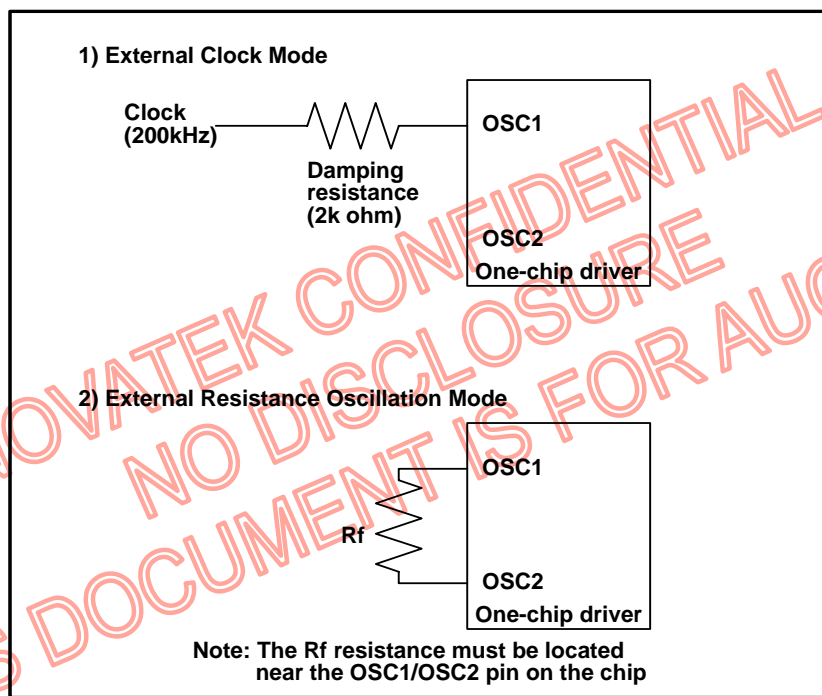 1) External Clock Mode
Clock
(200kHz)
OSC1
Damping
resistance
(2k ohm)
OSC2
One-chip driver
NOVATEK CONFIDENTIAL
NO DISCLOSURE
DOCUMENT IS FOR
2) External Resistance Oscillation Mode
OSC1
Rf
OSC2
One-chip driver
Note: The Rf resistance must be located
near the OSC1/OSC2 pin on the chip